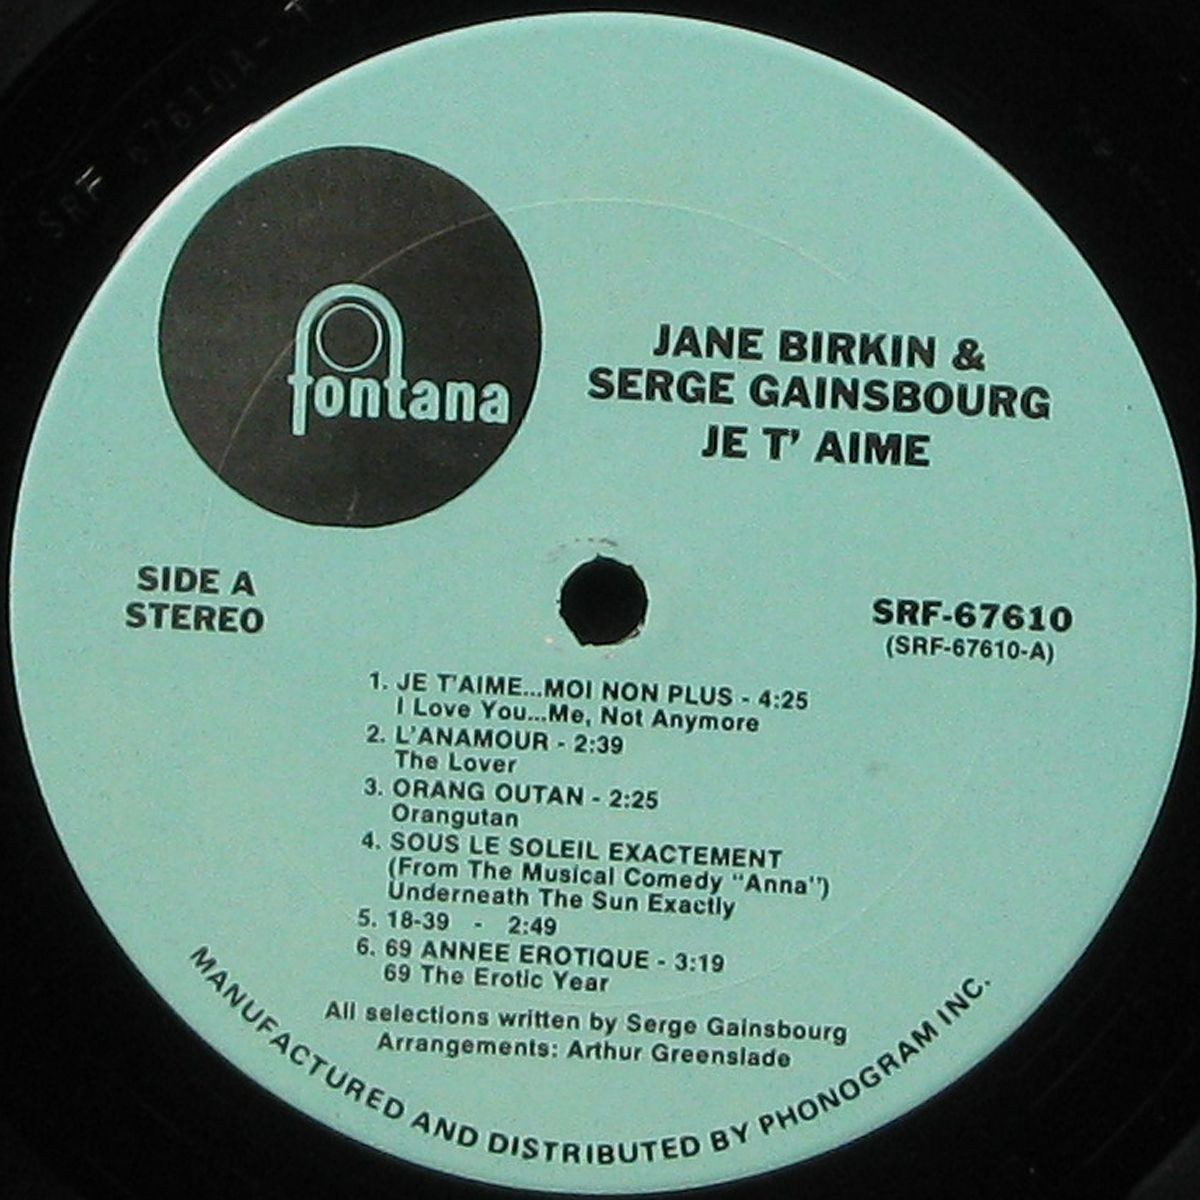 SRF 67610A-1
fontana
JANE BIRKIN &
SERGE GAINSBOURG
JE T' AIME
SIDE A
STEREO
SRF-67610
(SRF-67610-A)
1. JE T'AIME...MOI NON PLUS - 4:25
I Love You...Me, Not Anymore
2. L'ANAMOUR - 2:39
The Lover
3. ORANG OUTAN - 2:25
Orangutan
4. SOUS LE SOLEIL EXACTEMENT
(From The Musical Comedy "Anna")
Underneath The Sun Exactly
5. 18-39 - 2:49
6. 69 ANNEE EROTIQUE - 3:19
69 The Erotic Year
All selections written by Serge Gainsbourg
Arrangements: Arthur Greenslade
MANUFACTURED AND DISTRIBUTED BY PHONOGRAM INC.